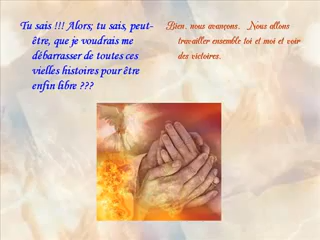 Tu sais !!! Alors; tu sais, peut-
être, que je voudrais me
débarrasser de toutes ces
vielles histoires pour être
enfin libre ???
Bien. nous avançons. Nous allons
travailler ensemble toi et moi et voir
des victoires.